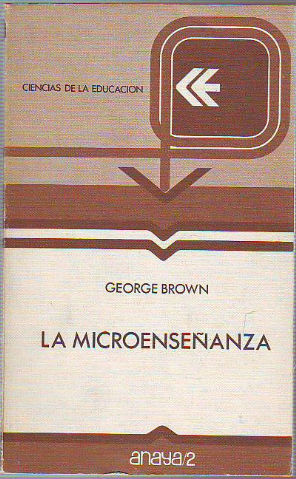 CIENCIAS DE LA EDUCACION
GEORGE BROWN
LA MICROENSEÑANZA
anaya/2